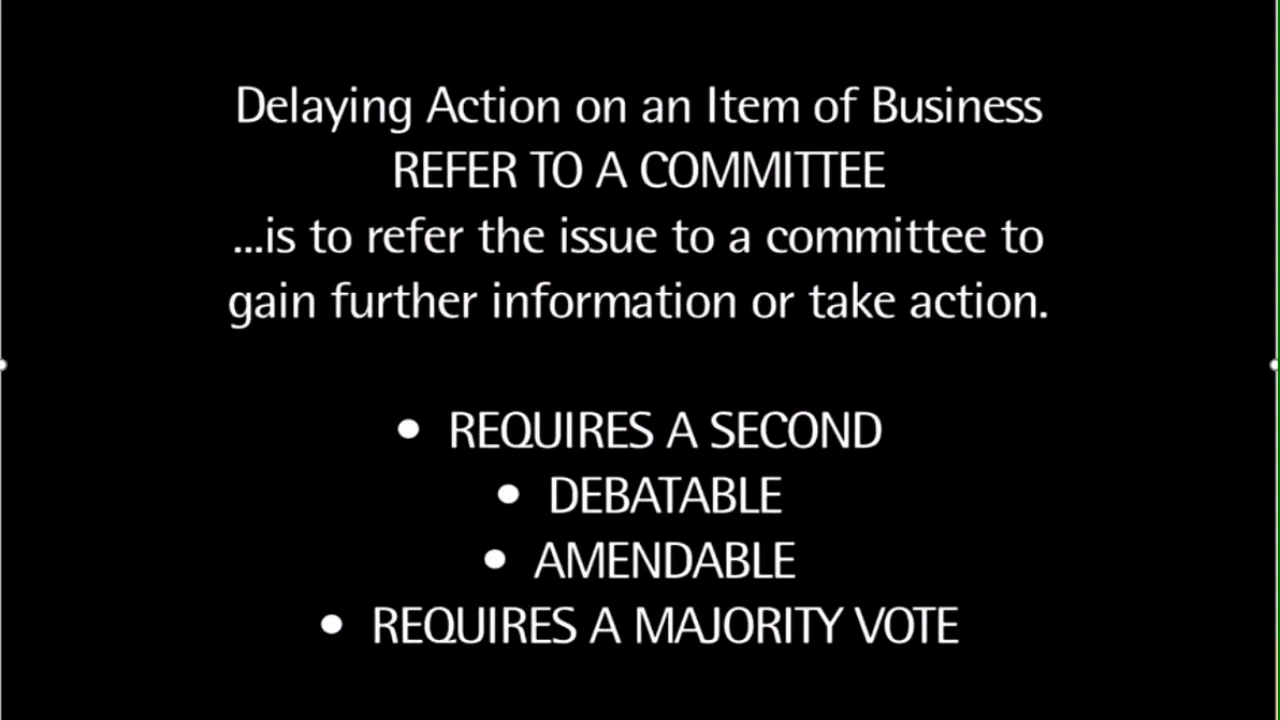 Delaying Action on an Item of Business
REFER TO A COMMITTEE
...is to refer the issue to a committee to
gain further information or take action.
• REQUIRES A SECOND
• DEBATABLE
• AMENDABLE
• REQUIRES A MAJORITY VOTE